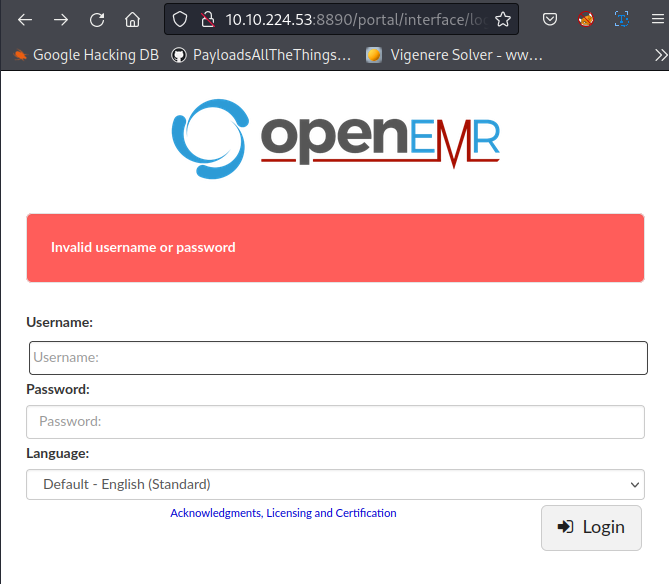 10.10.224.53:8890/portal/interface/lo
Google Hacking DB PayloadsAllTheThings… Vigenere Solver - ww…
openEMR
Invalid username or password
Username:
Username:
Password:
Password:
Language:
Default - English (Standard)
Acknowledgments, Licensing and Certification
Login